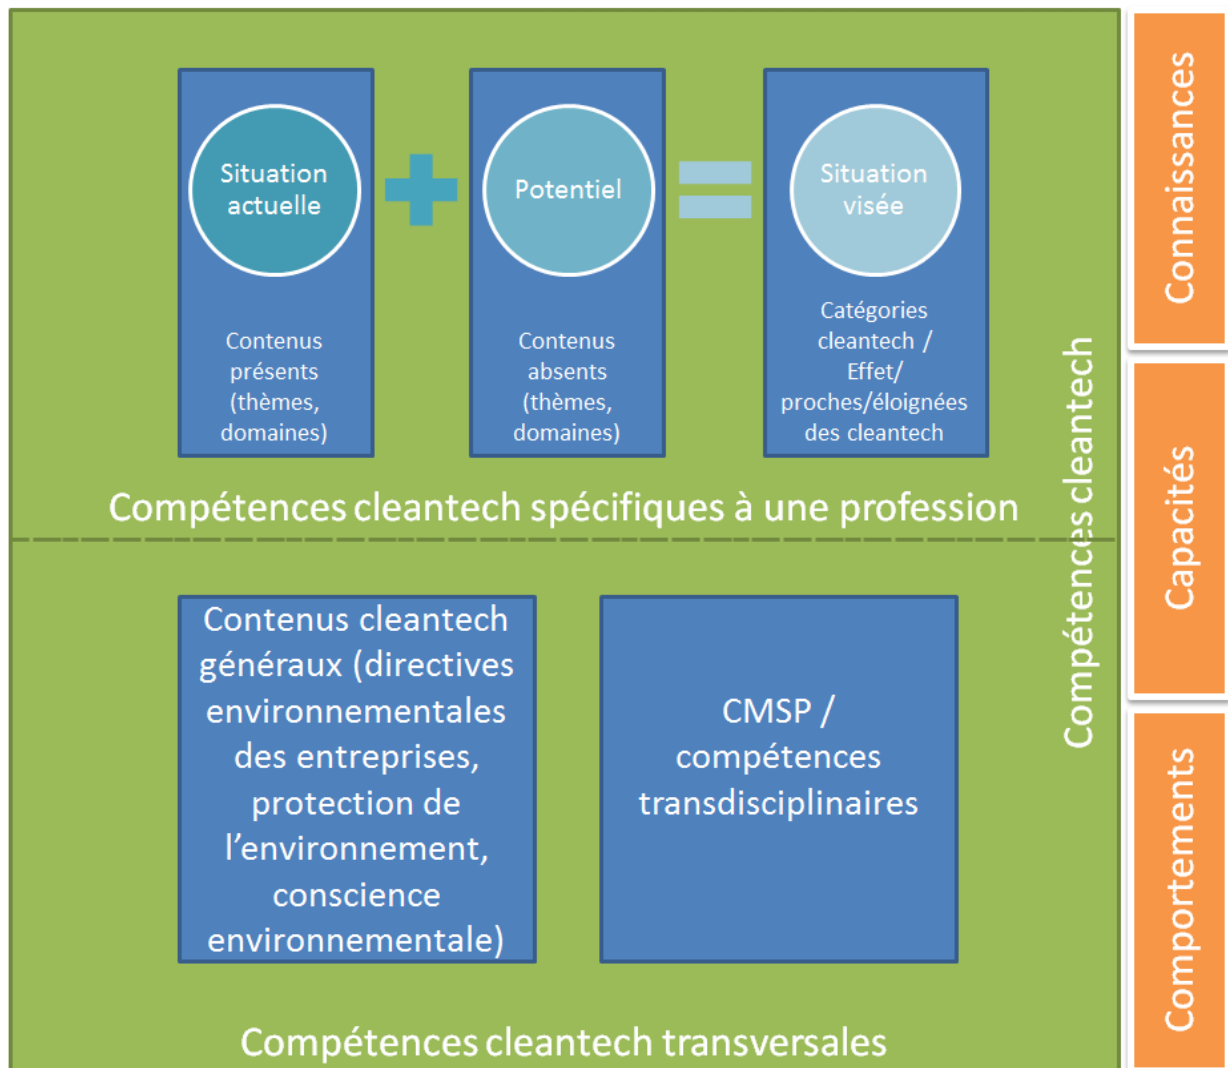 Situation
actuelle
Potentiel
Situation
visée
Contenus
présents
(thèmes,
domaines)
Contenus
absents
(thèmes,
domaines)
Catégories
cleantech /
Effet/
proches/éloignées
des cleantech
Compétences cleantech spécifiques à une profession
Contenus cleantech
généraux (directives
environnementales
des entreprises,
protection de
l’environnement,
conscience
environnementale)
CMSP /
compétences
transdisciplinaires
Compétences cleantech transversales
Compétences cleantech
Connaissances
Capacités
Comportements